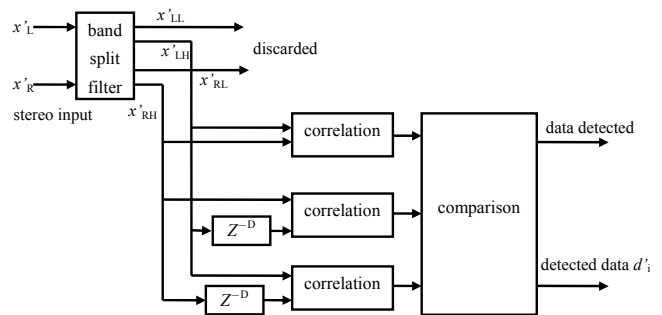 x'L
band
split
filter
x'LL
x'LH
discarded
x'R
x'RL
stereo input
x'RH
correlation
data detected
correlation
comparison
Z−D
correlation
detected data d'i
Z−D